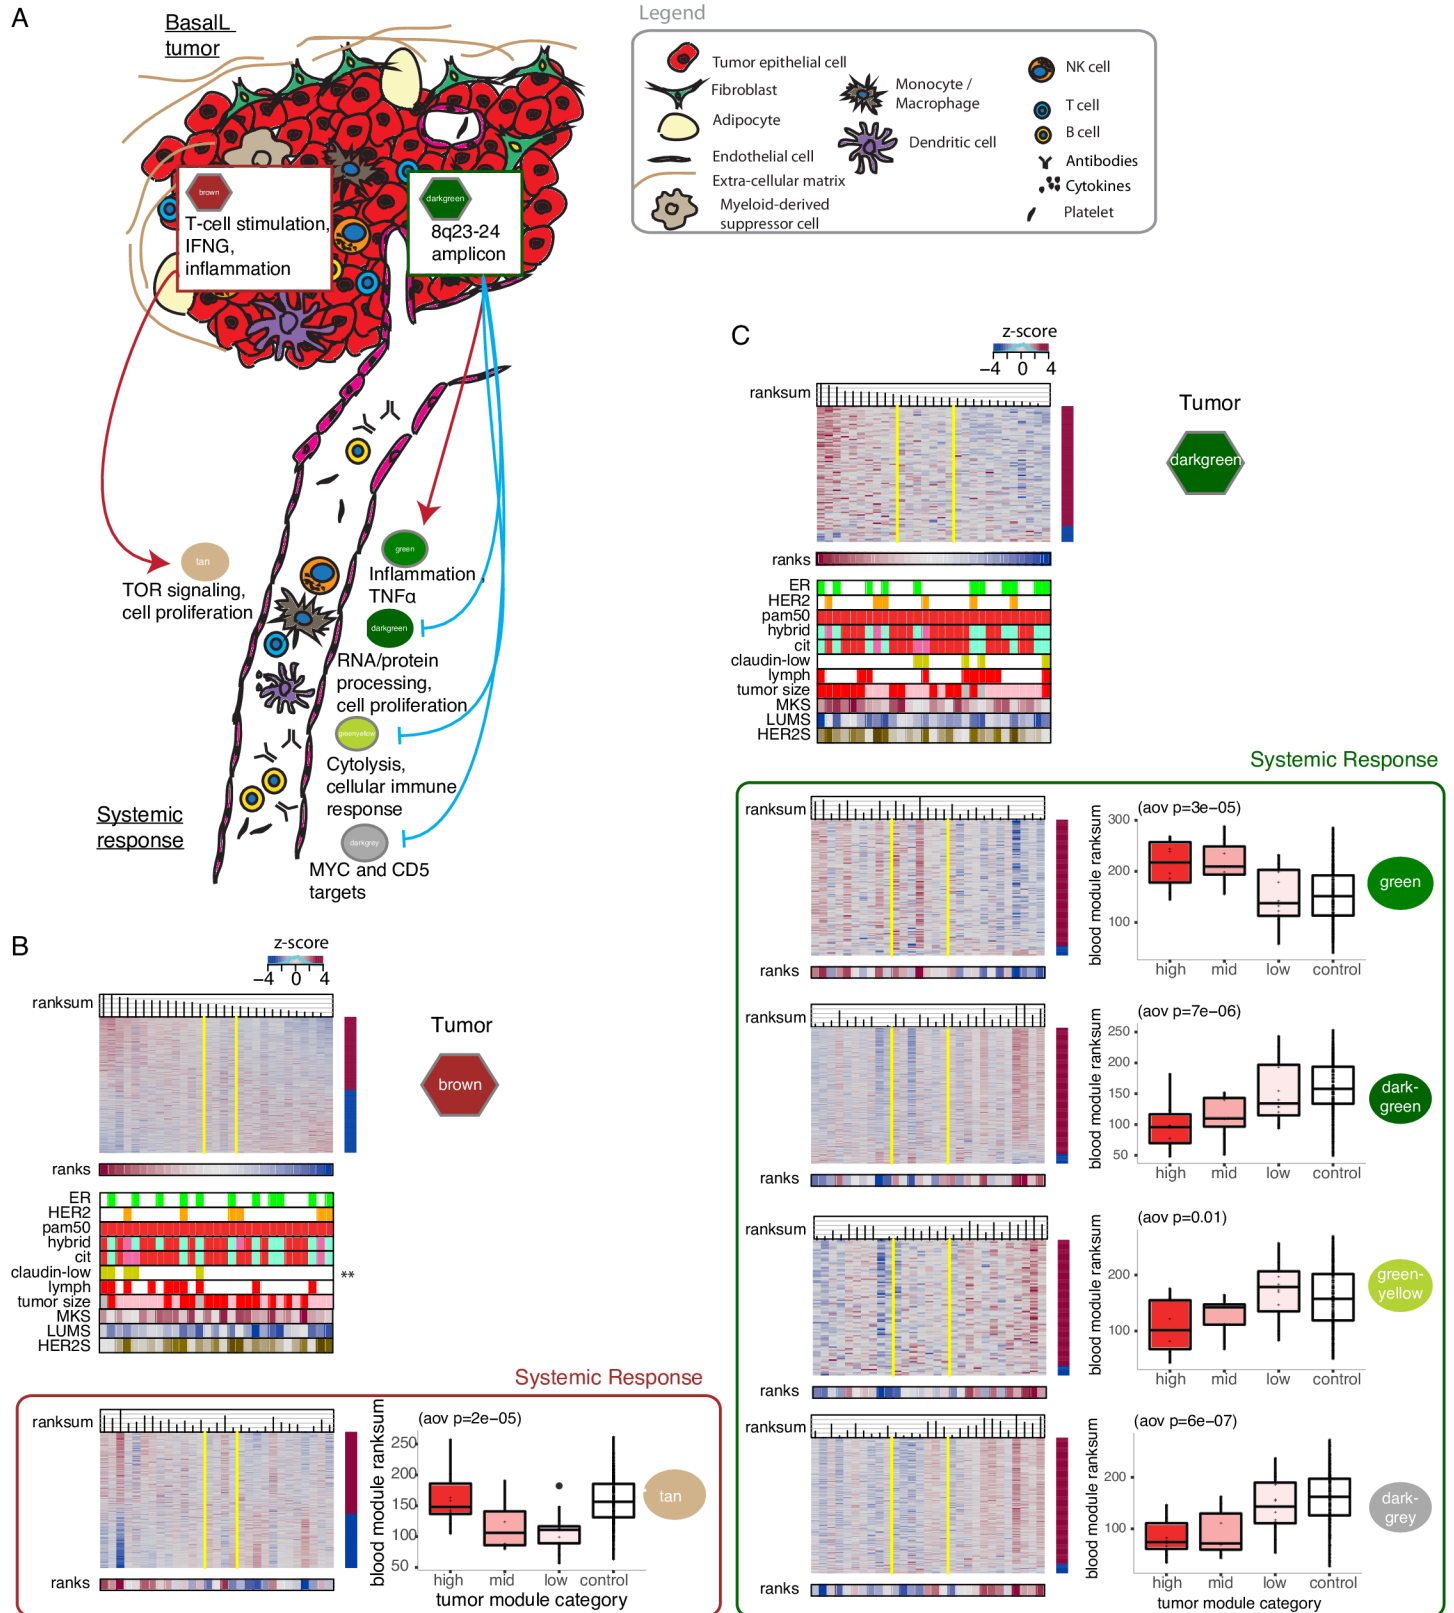 A
BasalL
tumor
brown
T-cell stimulation,
IFNG,
inflammation
darkgreen
8q23-24
amplicon
tan
TOR signaling,
cell proliferation
green
Inflammation,
TNFα
darkgreen
RNA/protein
processing,
cell proliferation
greenyellow
Cytolysis,
cellular immune
response
darkgrey
MYC and CD5
targets
Systemic
response
Legend
Tumor epithelial cell
Fibroblast
Adipocyte
Endothelial cell
Extra-cellular matrix
Myeloid-derived
suppressor cell
Monocyte /
Macrophage
Dendritic cell
NK cell
T cell
B cell
Antibodies
Cytokines
Platelet
B
z-score
−4 0 4
ranksum
Tumor
brown
ranks
ER
HER2
pam50
hybrid
cit
claudin-low
**
lymph
tumor size
MKS
LUMS
HER2S
Systemic Response
ranksum
ranks
(aov p=2e−05)
blood module ranksum
250
200
150
100
50
high mid low control
tumor module category
tan
C
z-score
−4 0 4
ranksum
Tumor
darkgreen
ranks
ER
HER2
pam50
hybrid
cit
claudin-low
lymph
tumor size
MKS
LUMS
HER2S
Systemic Response
ranksum
ranks
(aov p=3e−05)
blood module ranksum
300
200
100
high mid low control
green
ranksum
ranks
(aov p=7e−06)
blood module ranksum
250
200
150
100
50
high mid low control
dark-
green
ranksum
ranks
(aov p=0.01)
blood module ranksum
200
100
high mid low control
green-
yellow
ranksum
ranks
(aov p=6e−07)
blood module ranksum
200
100
high mid low control
tumor module category
dark-
grey